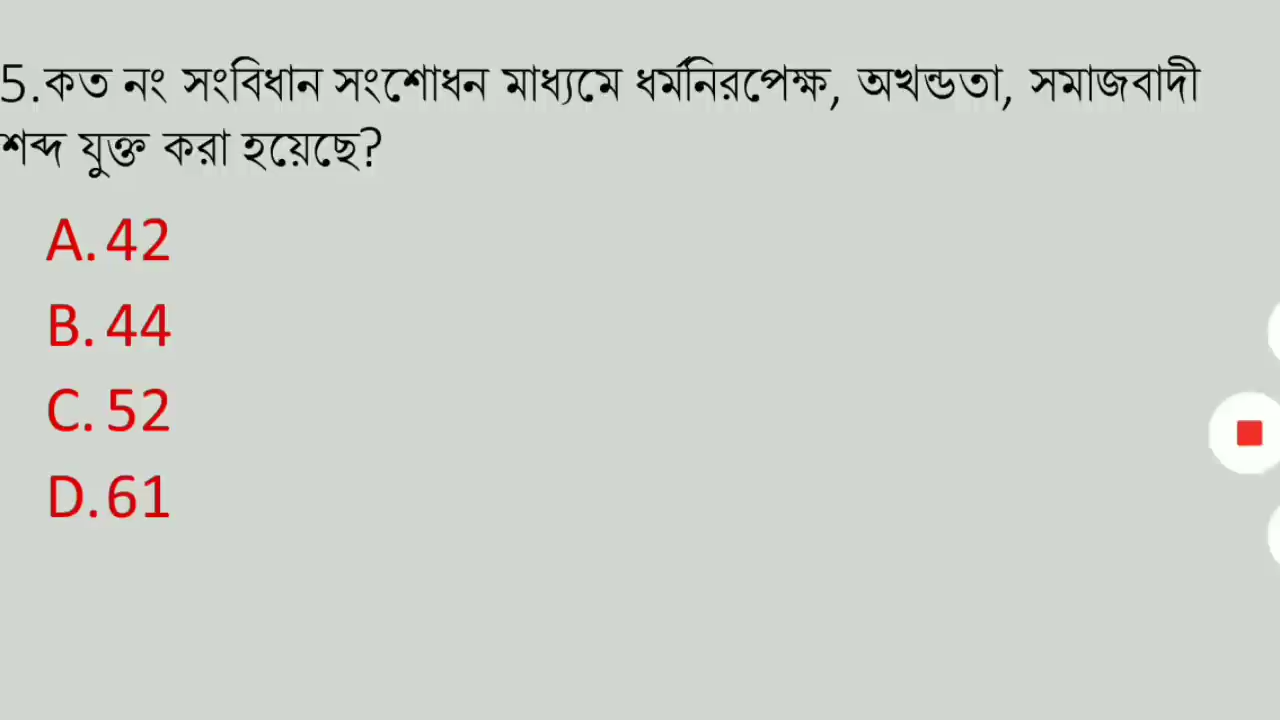 5.কত নং সংবিধান সংশোধন মাধ্যমে ধর্মনিরপেক্ষ, অখন্ডতা, সমাজবাদী
শব্দ যুক্ত করা হয়েছে?
A. 42
B. 44
C. 52
D. 61